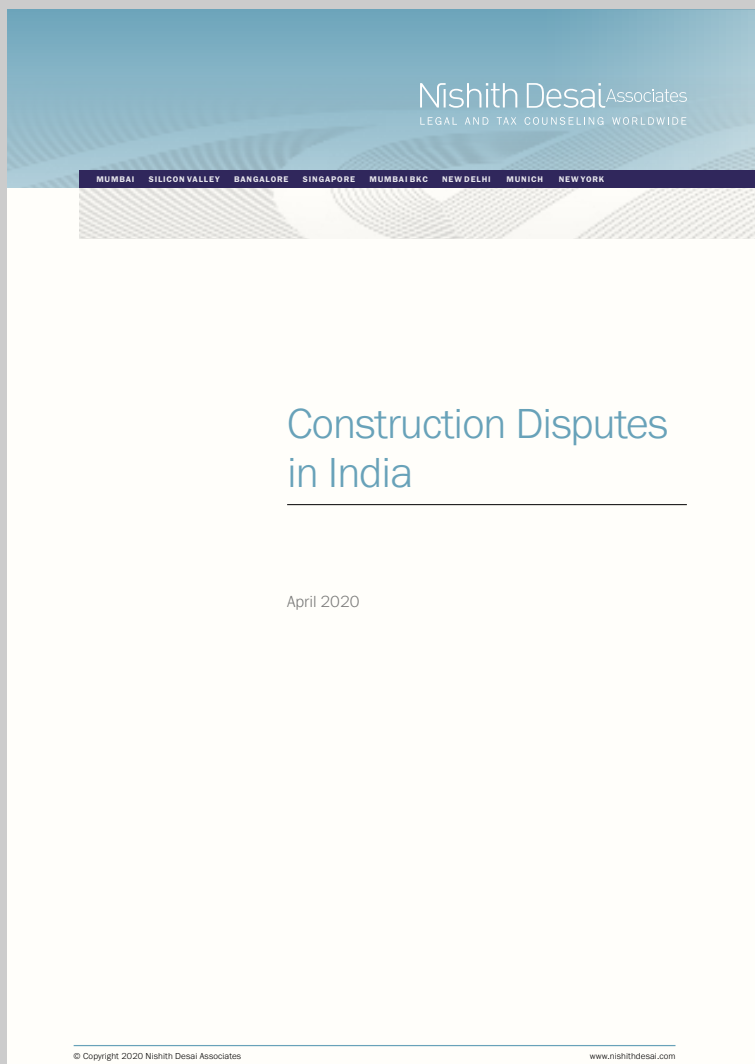 Nishith Desai Associates
LEGAL AND TAX COUNSELING WORLDWIDE
MUMBAI SILICON VALLEY BANGALORE SINGAPORE MUMBAI BKC NEW DELHI MUNICH NEW YORK
Construction Disputes
in India
April 2020
© Copyright 2020 Nishith Desai Associates www.nishithdesai.com